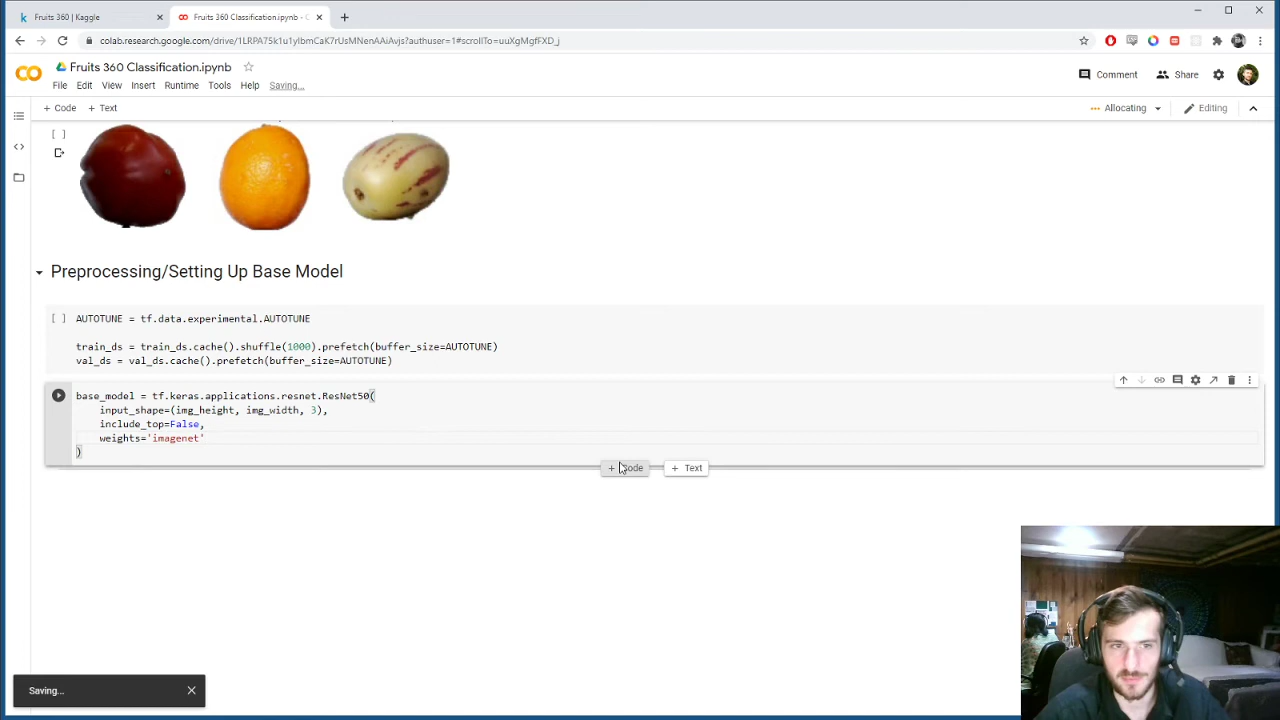 Fruits 360 | Kaggle
Fruits 360 Classification.ipynb - C
colab.research.google.com/drive/1LRPA75k1u1yIbmCaK7rUsMNenAAiAvjs?authuser=1#scrollTo=uuXgMgfFXD_j
Fruits 360 Classification.ipynb
Comment
Share
File Edit View Insert Runtime Tools Help Saving...
+ Code + Text
Allocating
Editing
[ ]
Preprocessing/Setting Up Base Model
[ ] AUTOTUNE = tf.data.experimental.AUTOTUNE
train_ds = train_ds.cache().shuffle(1000).prefetch(buffer_size=AUTOTUNE)
val_ds = val_ds.cache().prefetch(buffer_size=AUTOTUNE)
base_model = tf.keras.applications.resnet.ResNet50(
input_shape=(img_height, img_width, 3),
include_top=False,
weights='imagenet'
)
+ Code + Text
Saving...